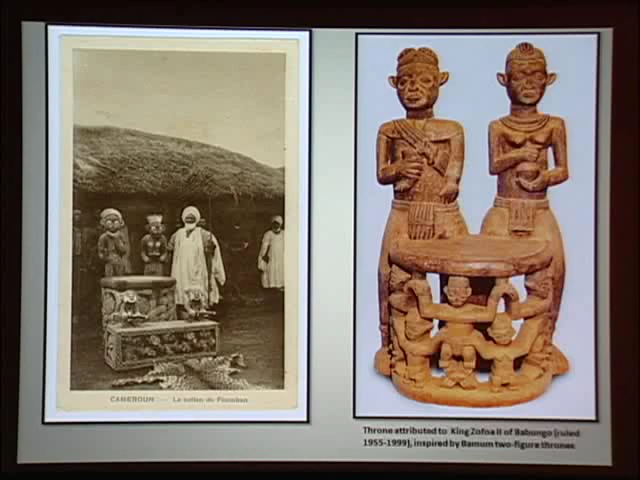 CAMEROUN — Le sultan de Foumban
Throne attributed to King Zofoa II of Babungo (ruled
1955-1999), inspired by Bamum two-figure thrones